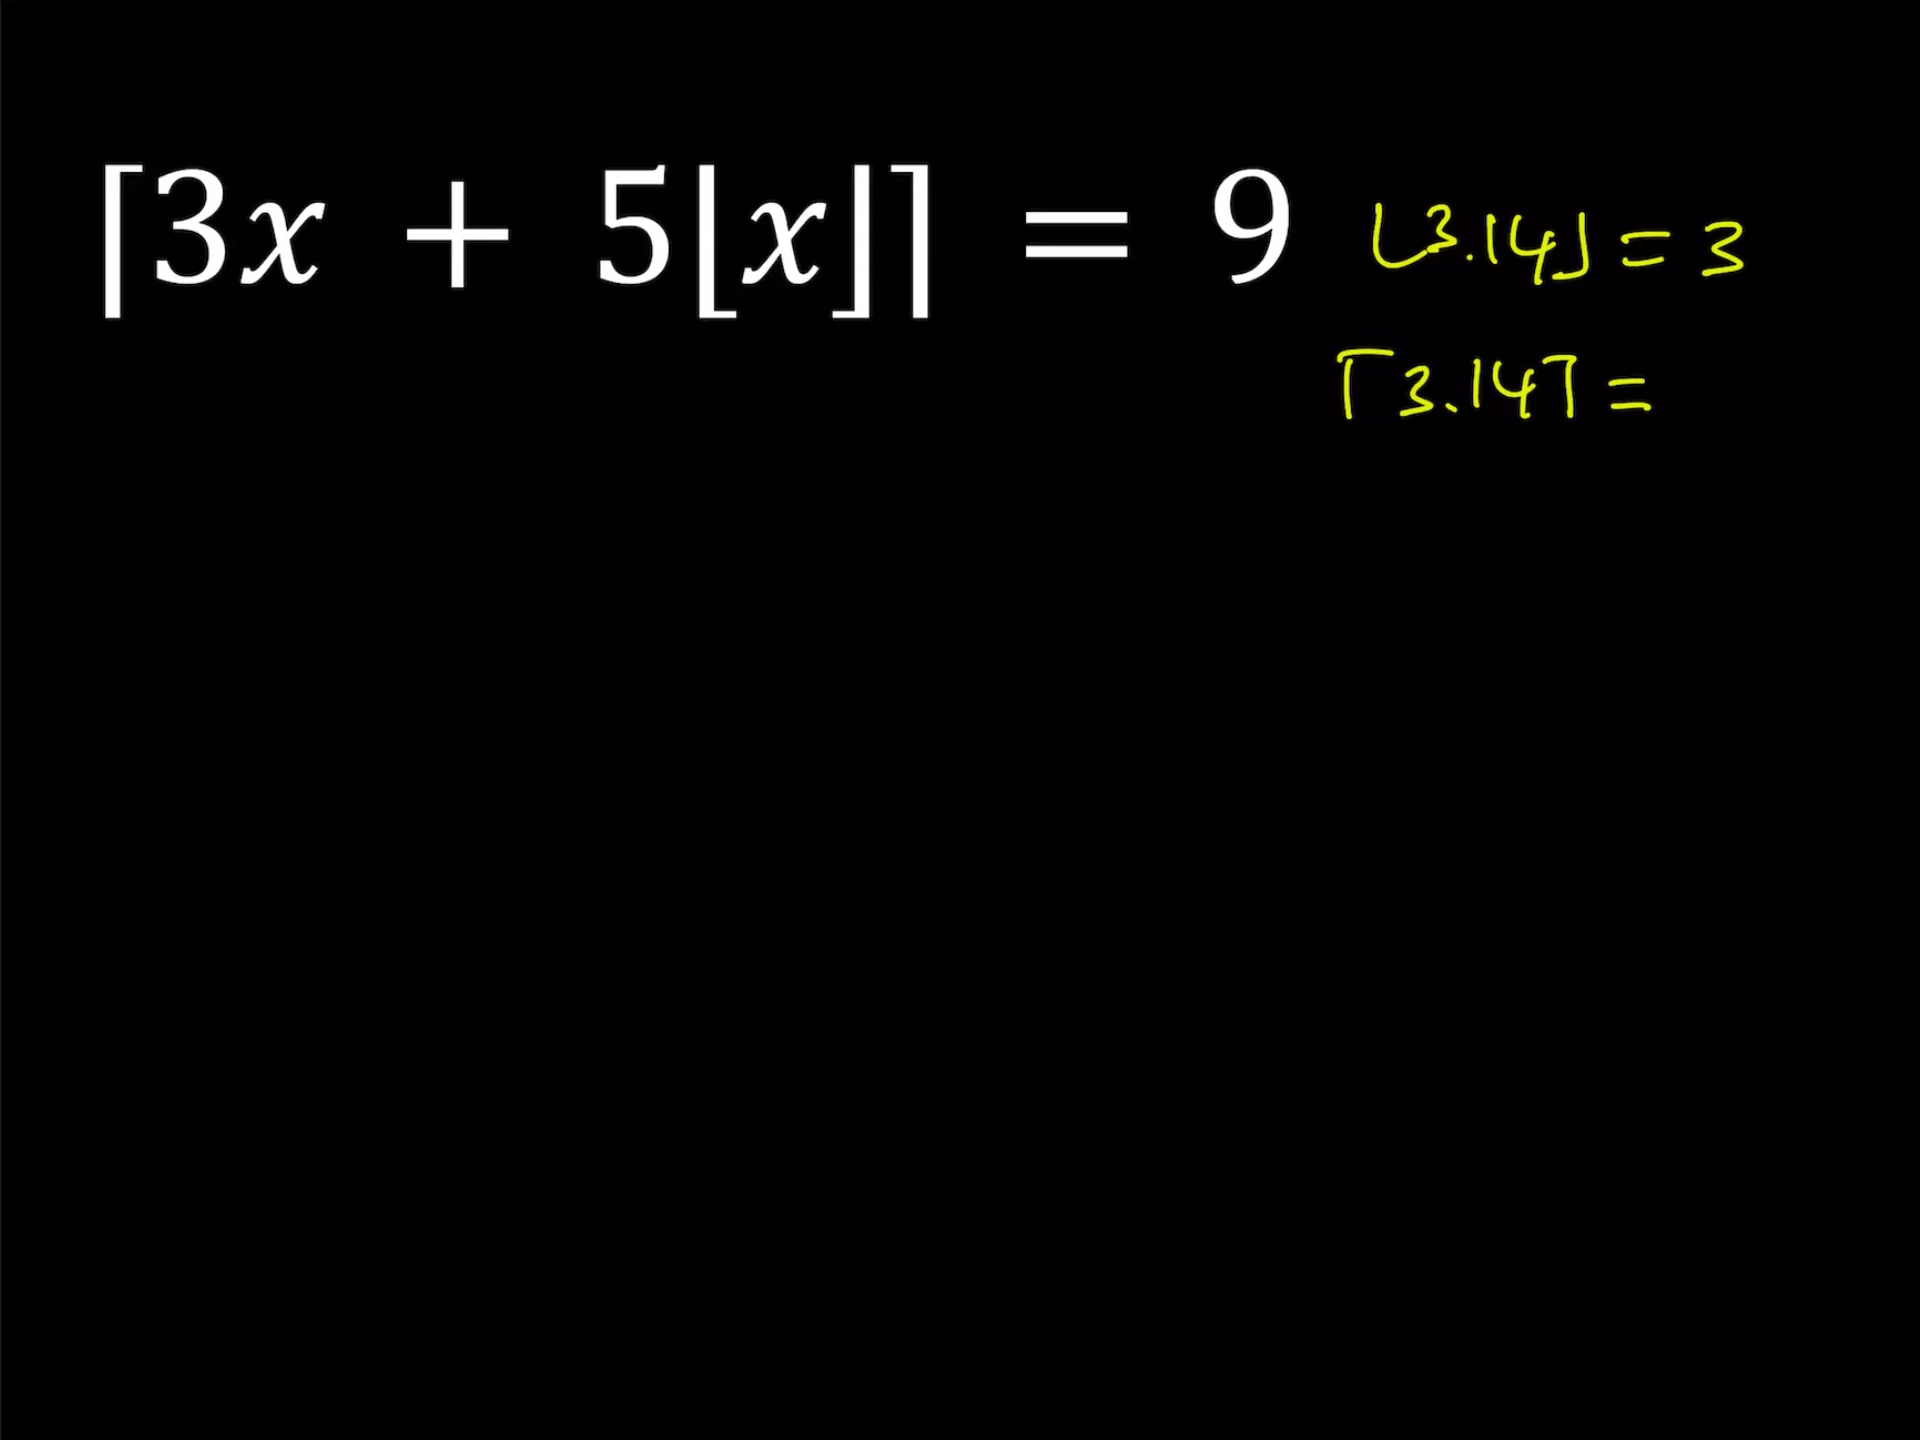 ⌈3x + 5⌊x⌋⌉ = 9 ⌊3.14⌋ = 3
⌈3.14⌉ =